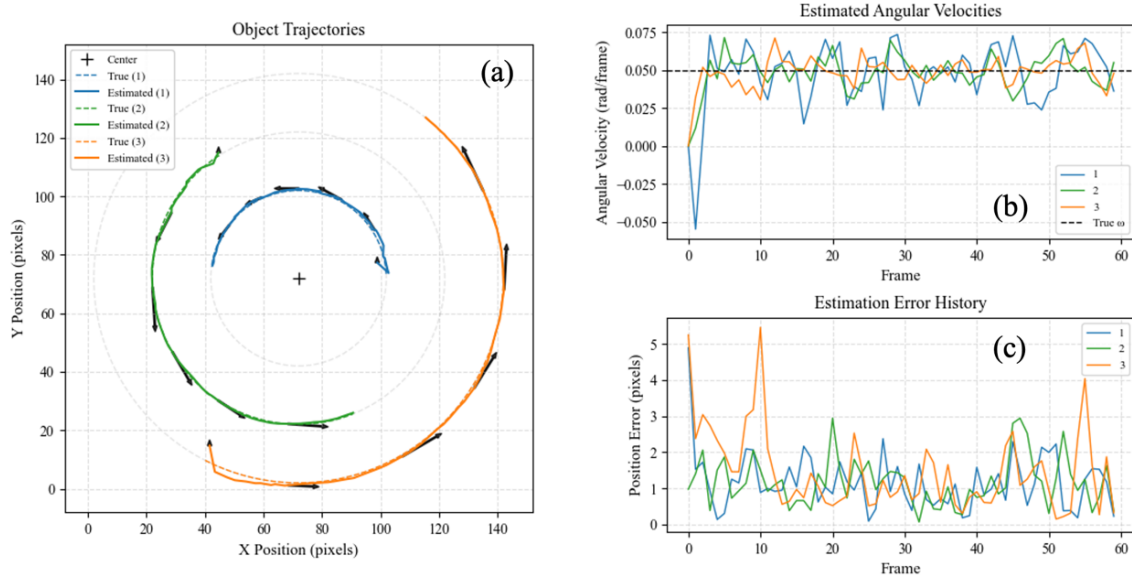 Object Trajectories
(a)
Center
True (1)
Estimated (1)
True (2)
Estimated (2)
True (3)
Estimated (3)
140
120
100
80
60
40
20
0
Y Position (pixels)
0 20 40 60 80 100 120 140
X Position (pixels)
Estimated Angular Velocities
0.075
0.050
0.025
0.000
−0.025
−0.050
Angular Velocity (rad/frame)
(b)
1
2
3
True ω
0 10 20 30 40 50 60
Frame
Estimation Error History
(c)
1
2
3
5
4
3
2
1
0
Position Error (pixels)
0 10 20 30 40 50 60
Frame